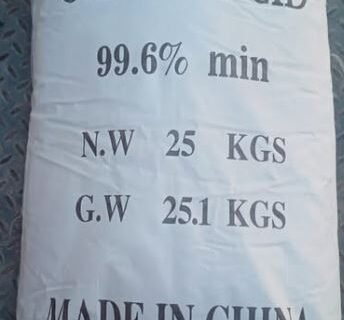 99.6% min
N.W 25 KGS
G.W 25.1 KGS
MADE IN CHINA